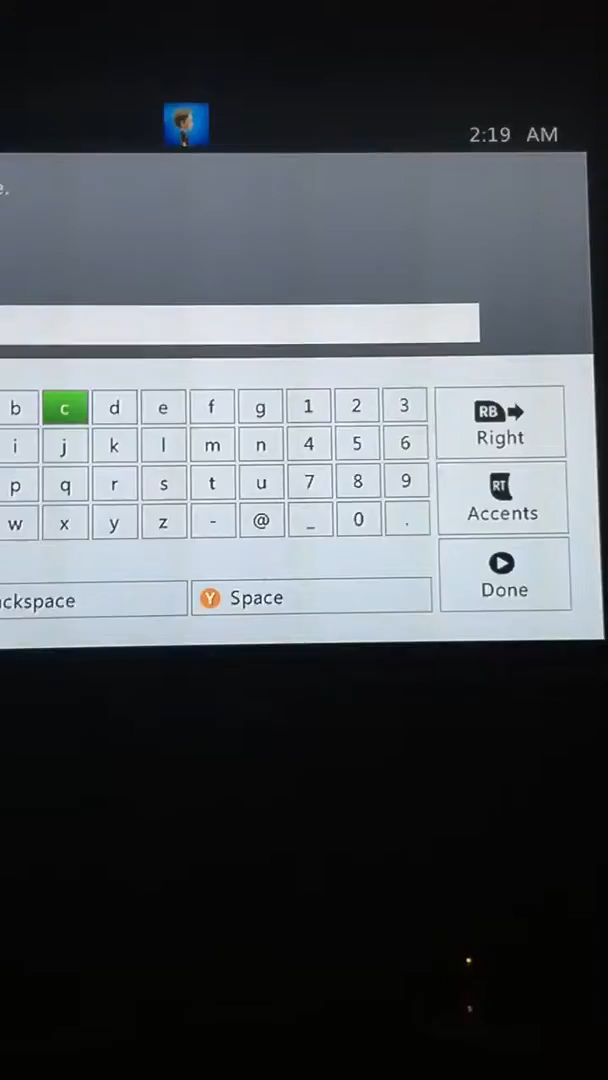 2:19 AM
e.
b c d e f g 1 2 3
RB Right
i j k l m n 4 5 6
p q r s t u 7 8 9
RT Accents
w x y z - @ _ 0 .
Done
ckspace
Y Space